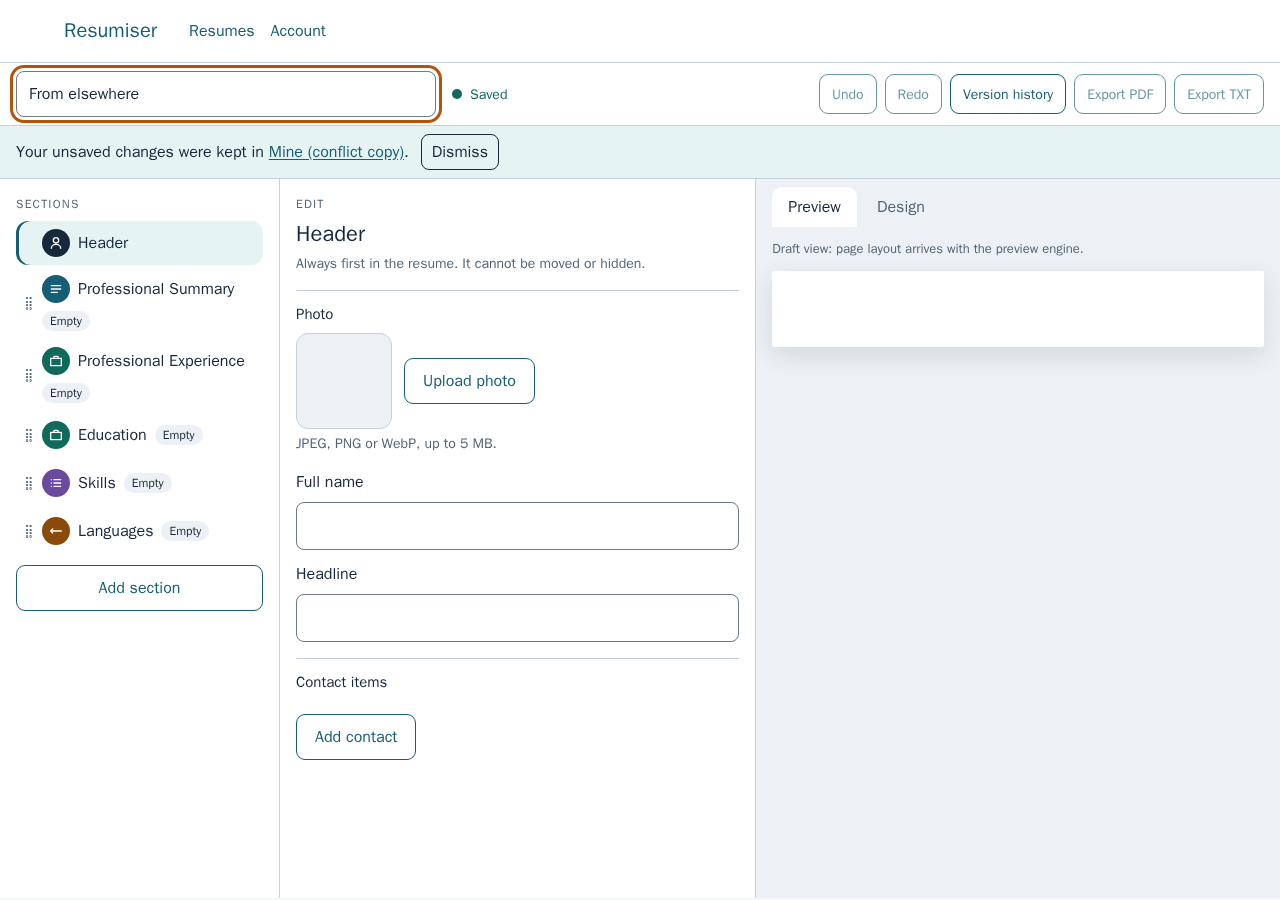 Resumiser Resumes Account
From elsewhere Saved Undo Redo Version history Export PDF Export TXT
Your unsaved changes were kept in Mine (conflict copy). Dismiss
SECTIONS
Header
Professional Summary
Empty
Professional Experience
Empty
Education Empty
Skills Empty
Languages Empty
Add section
EDIT
Header
Always first in the resume. It cannot be moved or hidden.
Photo
Upload photo
JPEG, PNG or WebP, up to 5 MB.
Full name
Headline
Contact items
Add contact
Preview Design
Draft view: page layout arrives with the preview engine.